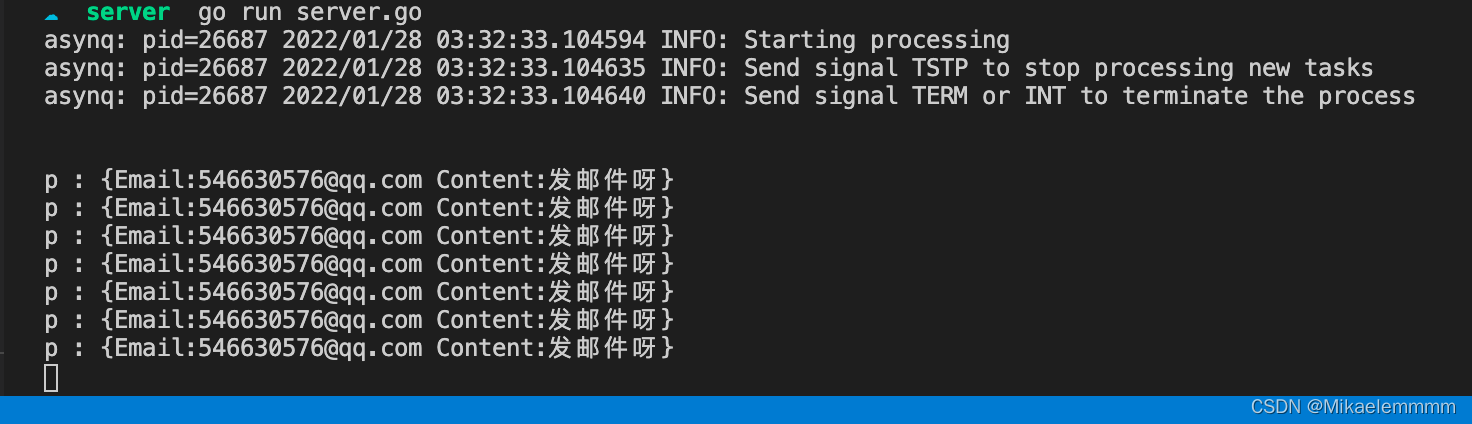 server go run server.go
asynq: pid=26687 2022/01/28 03:32:33.104594 INFO: Starting processing
asynq: pid=26687 2022/01/28 03:32:33.104635 INFO: Send signal TSTP to stop processing new tasks
asynq: pid=26687 2022/01/28 03:32:33.104640 INFO: Send signal TERM or INT to terminate the process
p : {Email:546630576@qq.com Content:发邮件呀}
p : {Email:546630576@qq.com Content:发邮件呀}
p : {Email:546630576@qq.com Content:发邮件呀}
p : {Email:546630576@qq.com Content:发邮件呀}
p : {Email:546630576@qq.com Content:发邮件呀}
p : {Email:546630576@qq.com Content:发邮件呀}
p : {Email:546630576@qq.com Content:发邮件呀}
CSDN @Mikaelemmmm